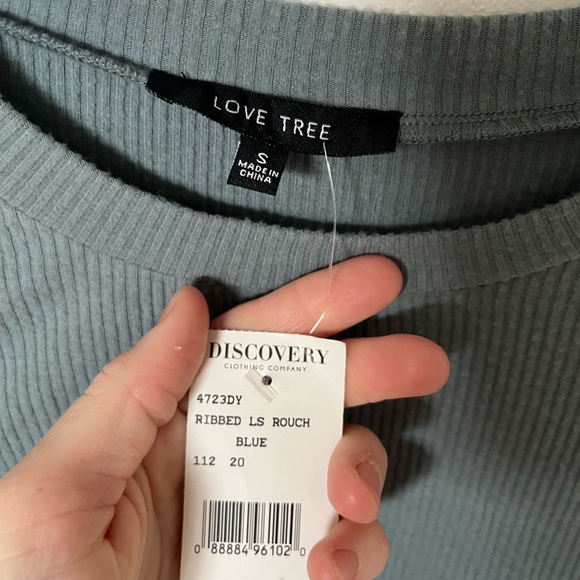 LOVE TREE
S
MADE IN
CHINA
DISCOVERY
CLOTHING COMPANY
4723DY
RIBBED LS ROUCH
BLUE
112 20
0 88884 96102 0